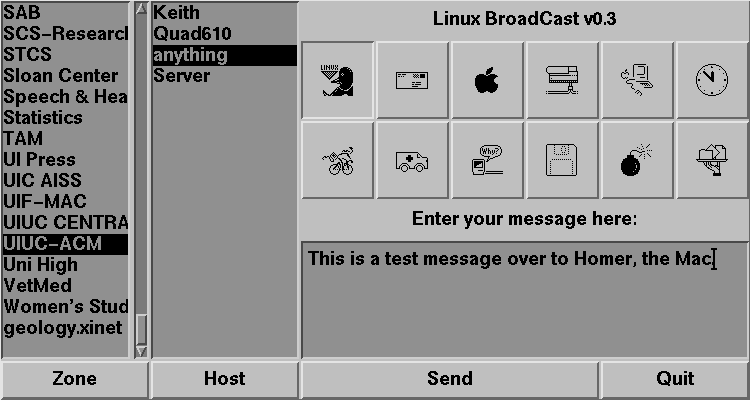 SAB
SCS-Researcl
STCS
Sloan Center
Speech & Hea
Statistics
TAM
UI Press
UIC AISS
UIF-MAC
UIUC CENTRA
UIUC-ACM
Uni High
VetMed
Women's Stud
geology.xinet
Zone
Keith
Quad610
anything
Server
Host
Linux BroadCast v0.3
LINUX
Why?
Enter your message here:
This is a test message over to Homer, the Mac
Send
Quit